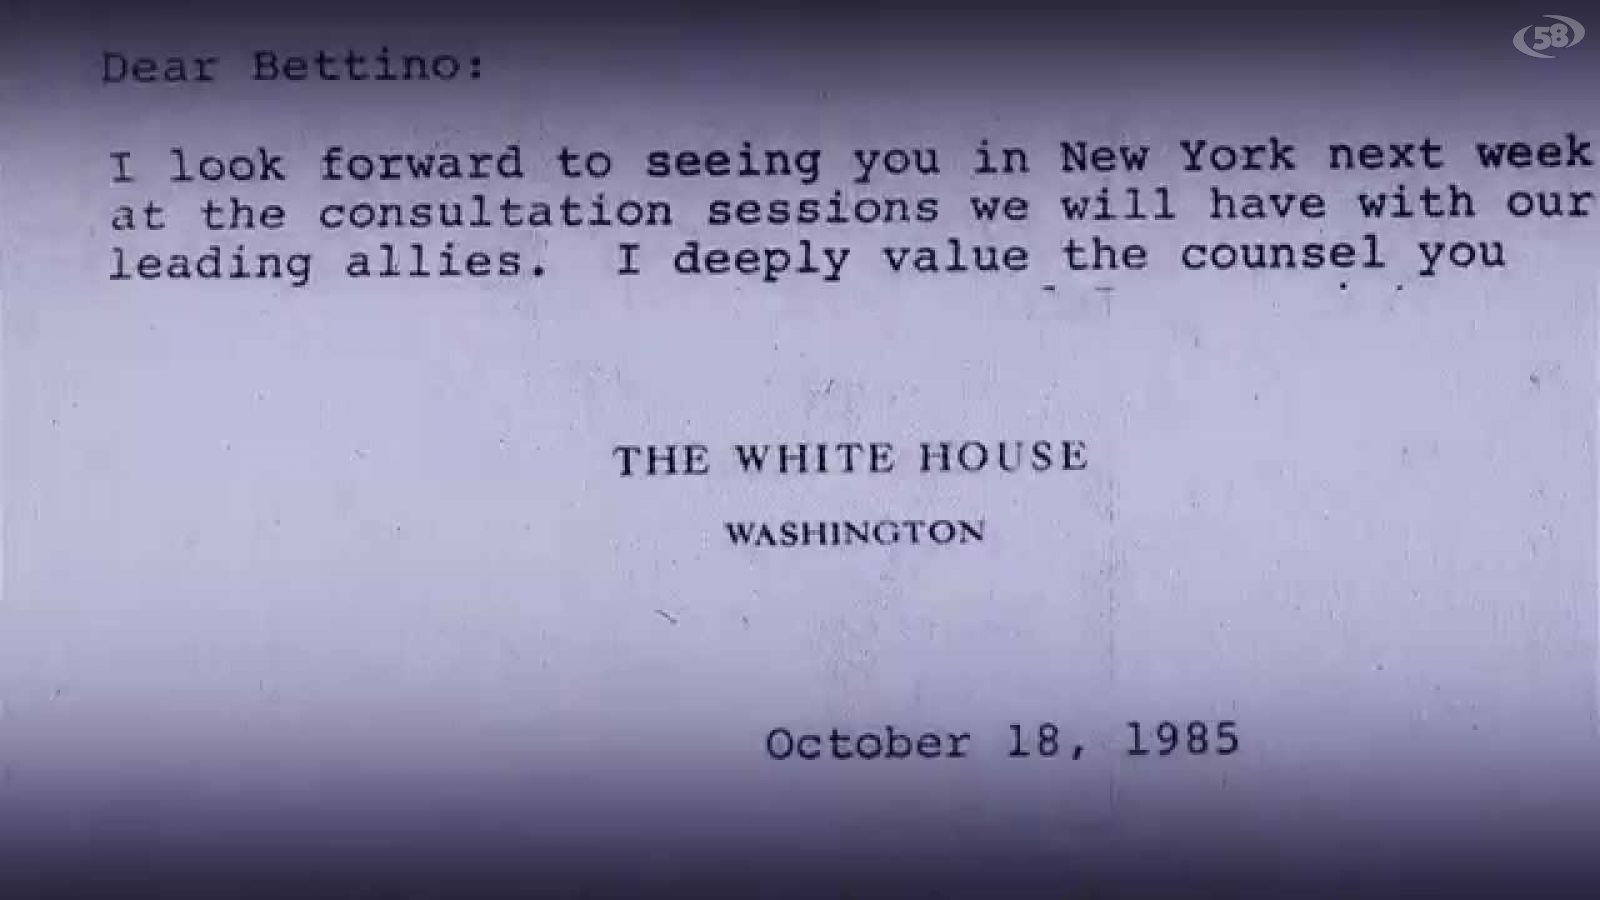 58
Dear Bettino:
I look forward to seeing you in New York next week
at the consultation sessions we will have with our
leading allies. I deeply value the counsel you
THE WHITE HOUSE
WASHINGTON
October 18, 1985